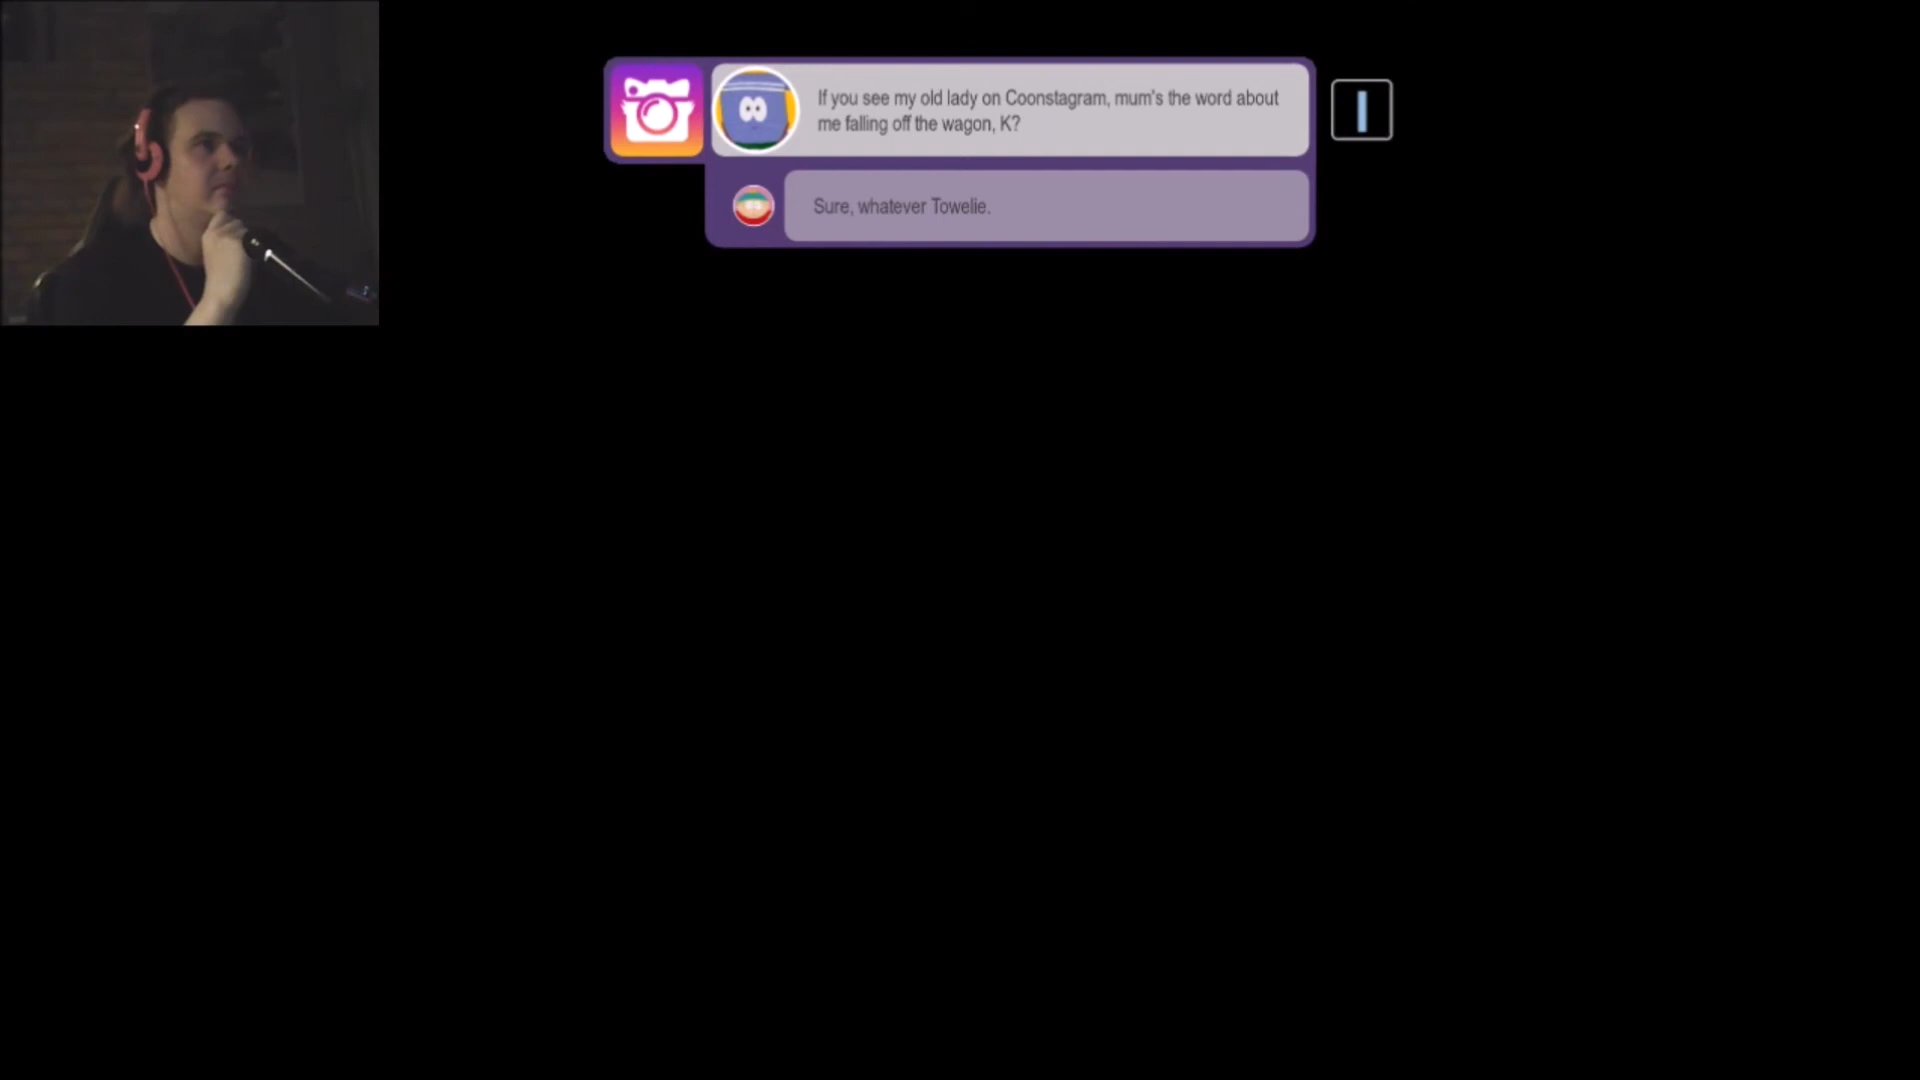 If you see my old lady on Coonstagram, mum's the word about
me falling off the wagon, K?
Sure, whatever Towelie.